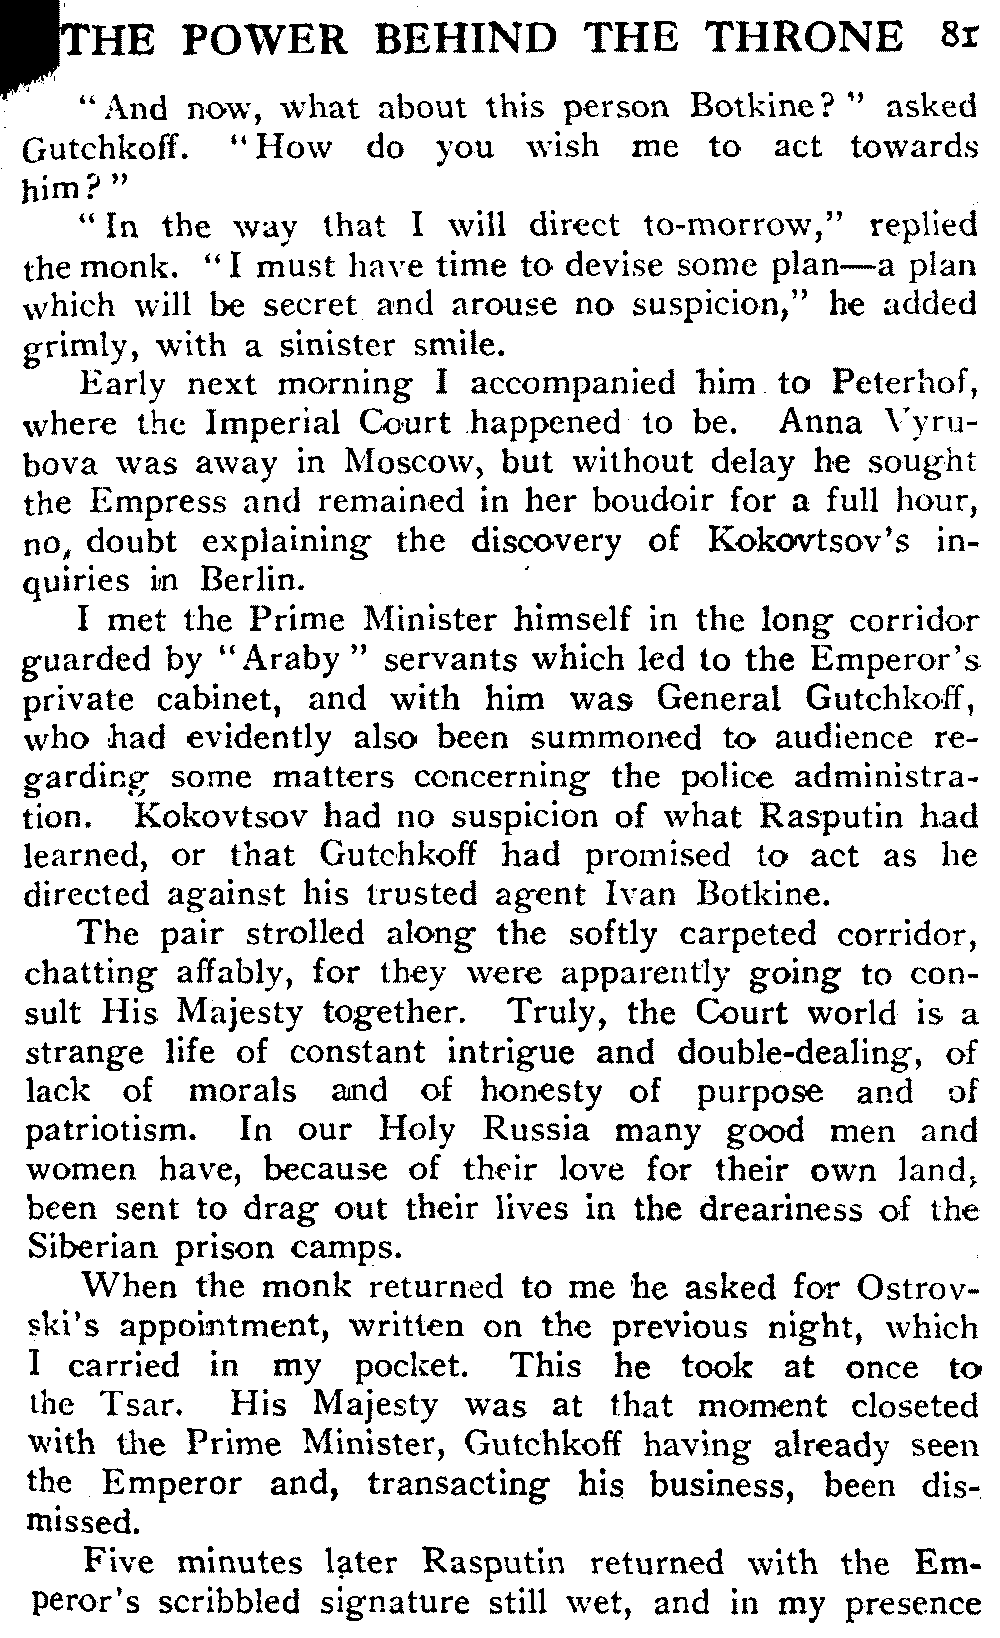 THE POWER BEHIND THE THRONE 81
"And now, what about this person Botkine?" asked
Gutchkoff. "How do you wish me to act towards
him?"
"In the way that I will direct to-morrow," replied
the monk. "I must have time to devise some plan—a plan
which will be secret and arouse no suspicion," he added
grimly, with a sinister smile.
Early next morning I accompanied him to Peterhof,
where the Imperial Court happened to be. Anna Vyru-
bova was away in Moscow, but without delay he sought
the Empress and remained in her boudoir for a full hour,
no, doubt explaining the discovery of Kokovtsov's in-
quiries in Berlin.
I met the Prime Minister himself in the long corridor
guarded by "Araby" servants which led to the Emperor's
private cabinet, and with him was General Gutchkoff,
who had evidently also been summoned to audience re-
garding some matters concerning the police administra-
tion. Kokovtsov had no suspicion of what Rasputin had
learned, or that Gutchkoff had promised to act as he
directed against his trusted agent Ivan Botkine.
The pair strolled along the softly carpeted corridor,
chatting affably, for they were apparently going to con-
sult His Majesty together. Truly, the Court world is a
strange life of constant intrigue and double-dealing, of
lack of morals and of honesty of purpose and of
patriotism. In our Holy Russia many good men and
women have, because of their love for their own land,
been sent to drag out their lives in the dreariness of the
Siberian prison camps.
When the monk returned to me he asked for Ostrov-
ski's appointment, written on the previous night, which
I carried in my pocket. This he took at once to
the Tsar. His Majesty was at that moment closeted
with the Prime Minister, Gutchkoff having already seen
the Emperor and, transacting his business, been dis-
missed.
Five minutes later Rasputin returned with the Em-
peror's scribbled signature still wet, and in my presence